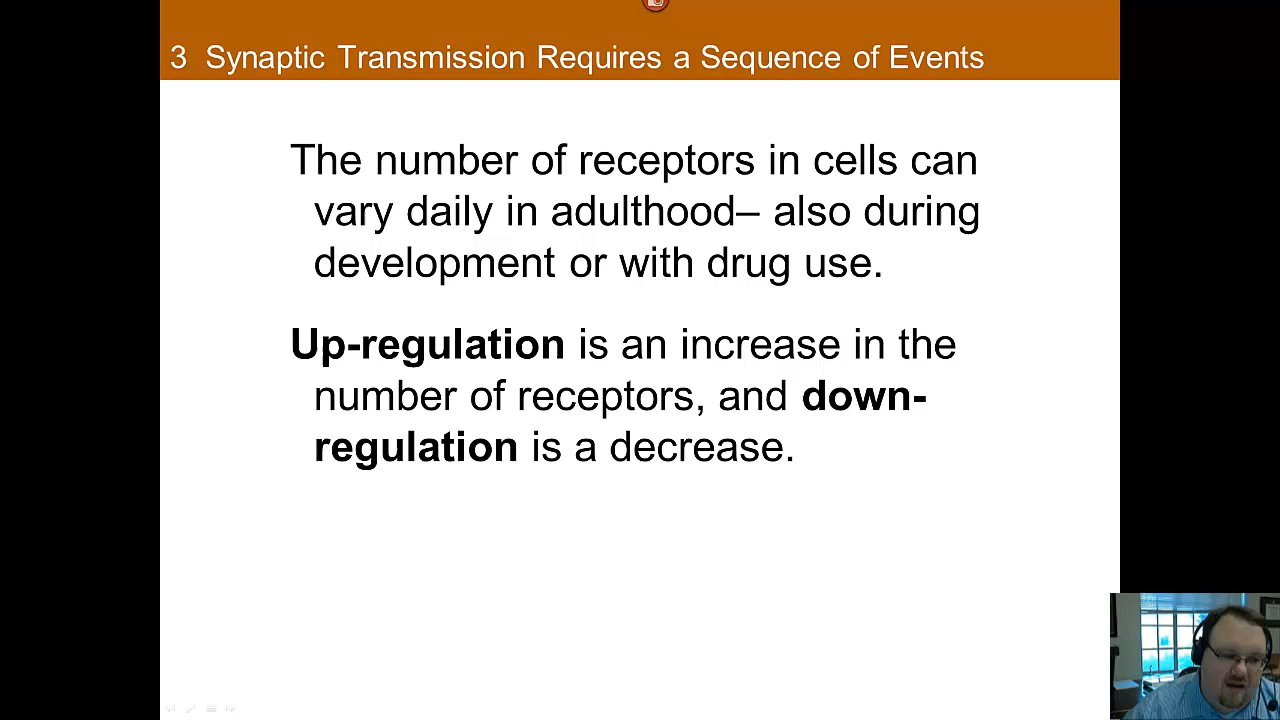 3 Synaptic Transmission Requires a Sequence of Events
The number of receptors in cells can
vary daily in adulthood– also during
development or with drug use.
Up-regulation is an increase in the
number of receptors, and down-
regulation is a decrease.